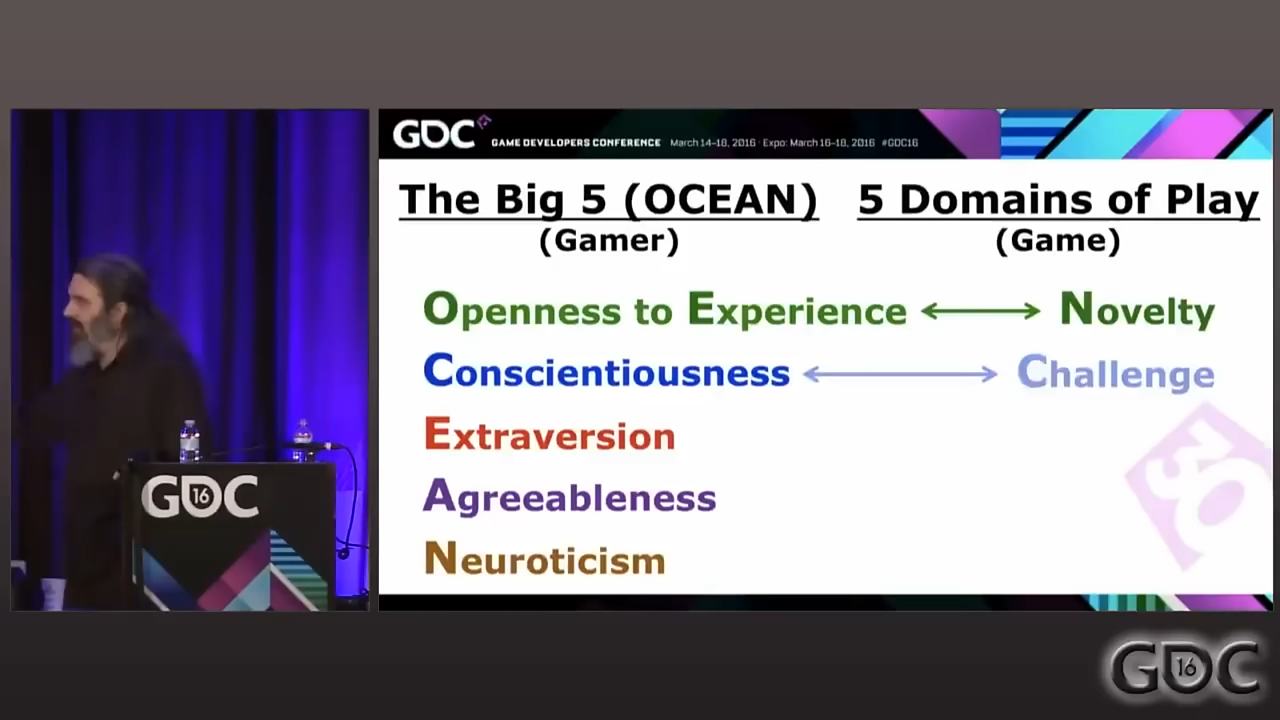 GDC
GAME DEVELOPERS CONFERENCE March 14–18, 2016 · Expo: March 16–18, 2016 #GDC16
The Big 5 (OCEAN) 5 Domains of Play
(Gamer) (Game)
Openness to Experience Novelty
Conscientiousness Challenge
Extraversion
Agreeableness
Neuroticism
30
GDC 16
GDC 16